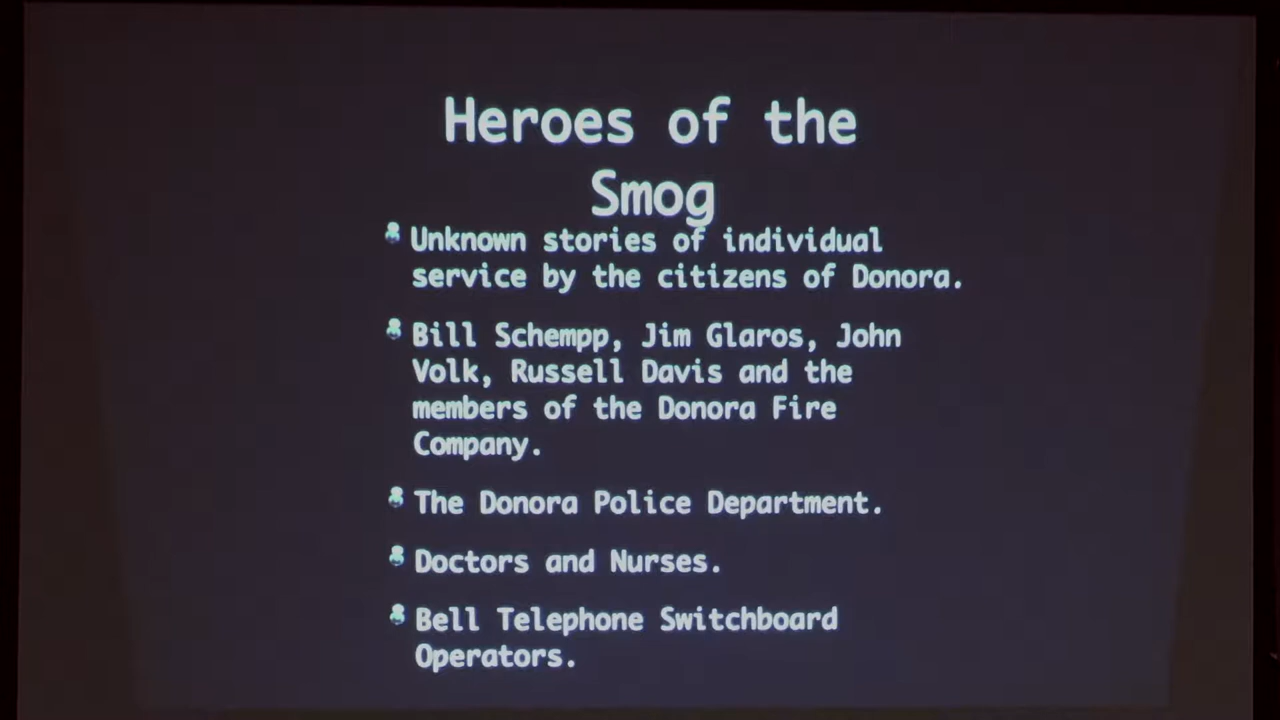 Heroes of the
Smog
Unknown stories of individual
service by the citizens of Donora.
Bill Schempp, Jim Glaros, John
Volk, Russell Davis and the
members of the Donora Fire
Company.
The Donora Police Department.
Doctors and Nurses.
Bell Telephone Switchboard
Operators.